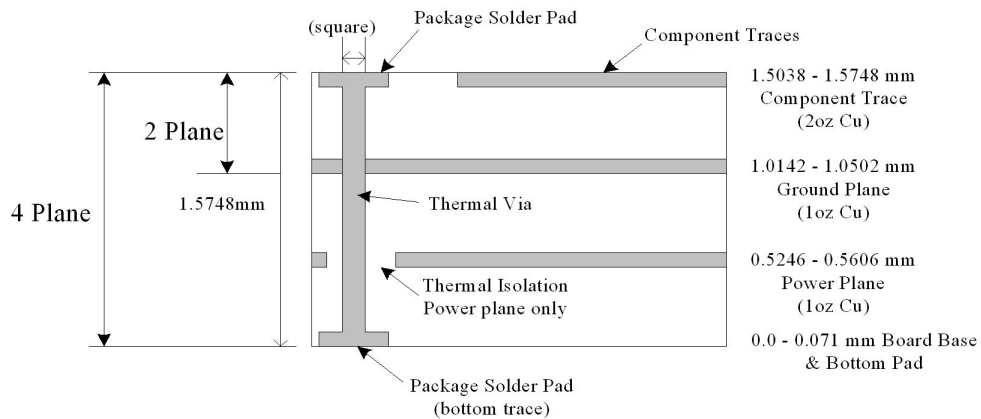 Package Solder Pad
(square)
Component Traces
1.5038 - 1.5748 mm
Component Trace
(2oz Cu)
2 Plane
1.0142 - 1.0502 mm
Ground Plane
(1oz Cu)
4 Plane
1.5748mm
Thermal Via
0.5246 - 0.5606 mm
Power Plane
(1oz Cu)
Thermal Isolation
Power plane only
0.0 - 0.071 mm Board Base
& Bottom Pad
Package Solder Pad
(bottom trace)